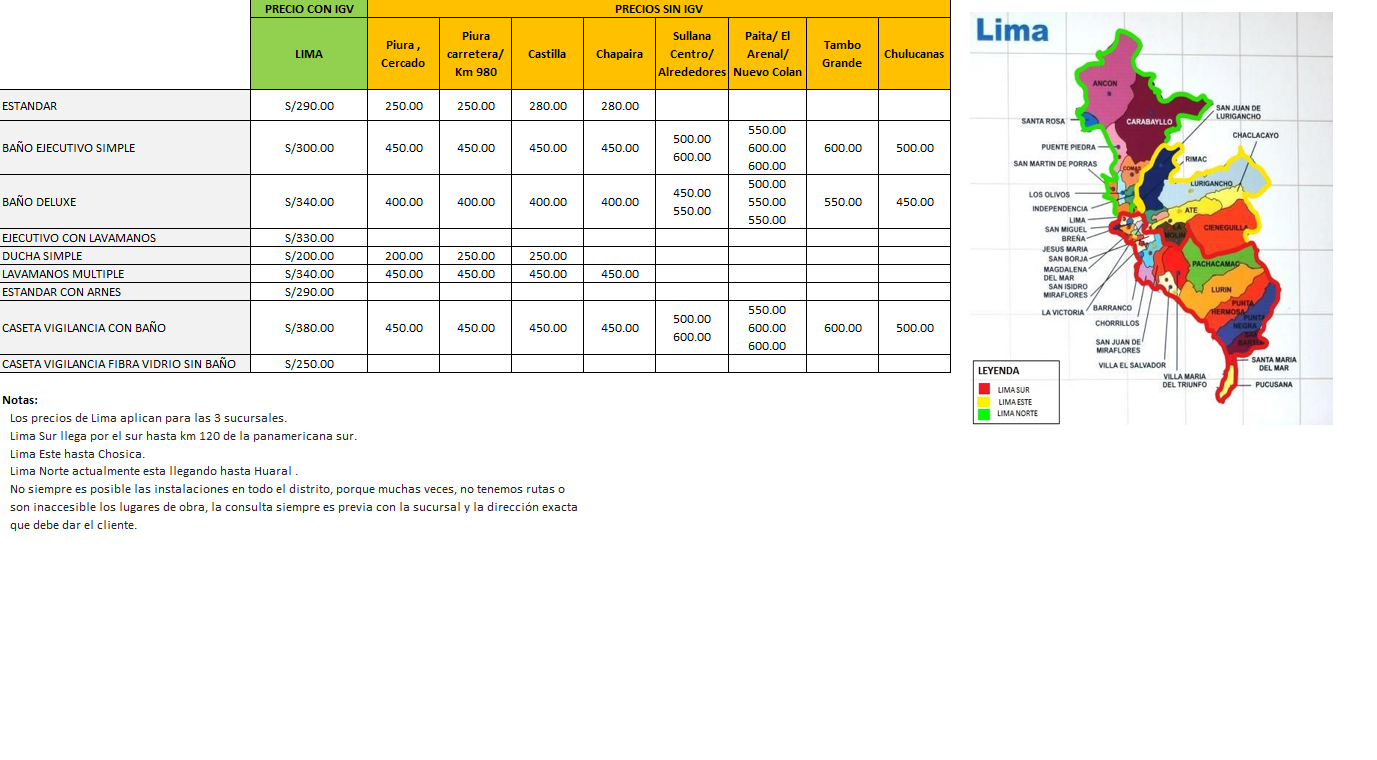 PRECIO CON IGV PRECIOS SIN IGV
LIMA Piura , Cercado Piura carretera/ Km 980 Castilla Chapaira Sullana Centro/ Alrededores Paita/ El Arenal/ Nuevo Colan Tambo Grande Chulucanas
ESTANDAR S/290.00 250.00 250.00 280.00 280.00
BAÑO EJECUTIVO SIMPLE S/300.00 450.00 450.00 450.00 450.00 500.00 600.00 550.00 600.00 600.00 600.00 500.00
BAÑO DELUXE S/340.00 400.00 400.00 400.00 400.00 450.00 550.00 500.00 550.00 550.00 550.00 450.00
EJECUTIVO CON LAVAMANOS S/330.00
DUCHA SIMPLE S/200.00 200.00 250.00 250.00
LAVAMANOS MULTIPLE S/340.00 450.00 450.00 450.00 450.00
ESTANDAR CON ARNES S/290.00
CASETA VIGILANCIA CON BAÑO S/380.00 450.00 450.00 450.00 450.00 500.00 600.00 550.00 600.00 600.00 600.00 500.00
CASETA VIGILANCIA FIBRA VIDRIO SIN BAÑO S/250.00
Notas:
Los precios de Lima aplican para las 3 sucursales.
Lima Sur llega por el sur hasta km 120 de la panamericana sur.
Lima Este hasta Chosica.
Lima Norte actualmente esta llegando hasta Huaral .
No siempre es posible las instalaciones en todo el distrito, porque muchas veces, no tenemos rutas o
son inaccesible los lugares de obra, la consulta siempre es previa con la sucursal y la dirección exacta
que debe dar el cliente.
Lima
ANCON
SAN JUAN DE
LURIGANCHO
SANTA ROSA
CARABAYLLO
CHACLACAYO
PUENTE PIEDRA
RIMAC
SAN MARTIN DE PORRAS
COMAS
LURIGANCHO
LOS OLIVOS
INDEPENDENCIA
ATE
LIMA
SAN MIGUEL
CIENEGUILLA
BREÑA
LA
MOLINA
JESUS MARIA
SAN BORJA
PACHACAMAC
MAGDALENA
DEL MAR
SAN ISIDRO
MIRAFLORES
LURIN
PUNTA
HERMOSA
BARRANCO
LA VICTORIA
PUNTA
NEGRA
CHORRILLOS
SAN JUAN DE
MIRAFLORES
SANTA MARIA
DEL MAR
VILLA EL SALVADOR
VILLA MARIA
DEL TRIUNFO
PUCUSANA
LEYENDA
LIMA SUR
LIMA ESTE
LIMA NORTE